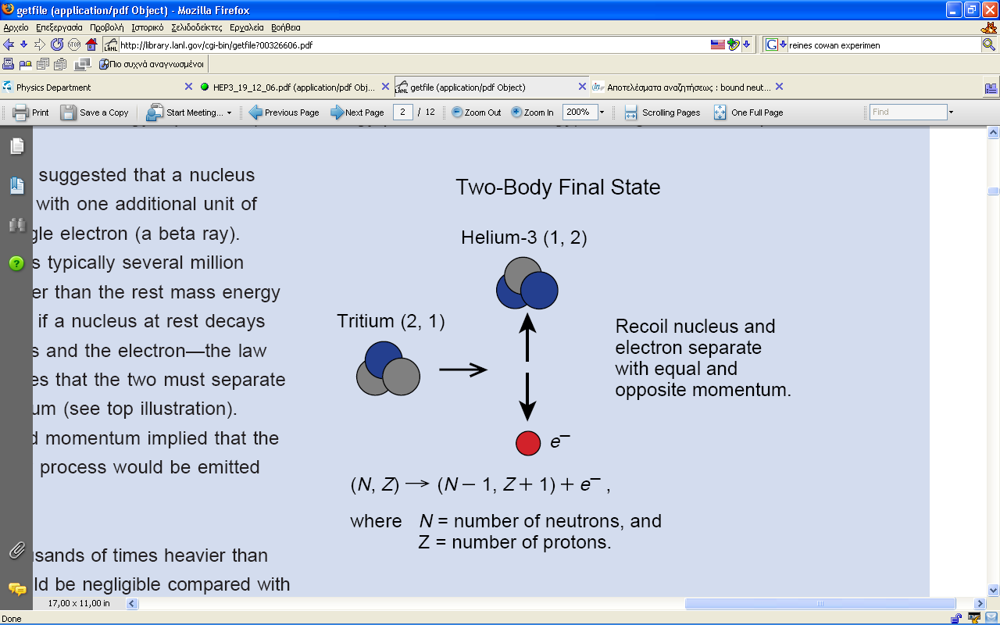 getfile (application/pdf Object) - Mozilla Firefox
Αρχείο Επεξεργασία Προβολή Ιστορικό Σελιδοδείκτες Εργαλεία Βοήθεια
STOP LANL http://library.lanl.gov/cgi-bin/getfile?00326606.pdf G reines cowan experimen
Πιο συχνά αναγνωσμένοι
Physics Department HEP3_19_12_06.pdf (application/pdf Obj... LANL getfile (application/pdf Object) Αποτελέσματα αναζητήσεως : bound neut...
Print Save a Copy Start Meeting... Previous Page Next Page 2 / 12 Zoom Out Zoom In 200% Scrolling Pages One Full Page Find
suggested that a nucleus
with one additional unit of
gle electron (a beta ray).
s typically several million
er than the rest mass energy
if a nucleus at rest decays
s and the electron—the law
es that the two must separate
um (see top illustration).
d momentum implied that the
process would be emitted
usands of times heavier than
ld be negligible compared with
Two-Body Final State
Helium-3 (1, 2)
Tritium (2, 1)
Recoil nucleus and
electron separate
with equal and
opposite momentum.
e⁻
(N, Z) → (N − 1, Z + 1) + e⁻ ,
where N = number of neutrons, and
Z = number of protons.
17,00 x 11,00 in
Done